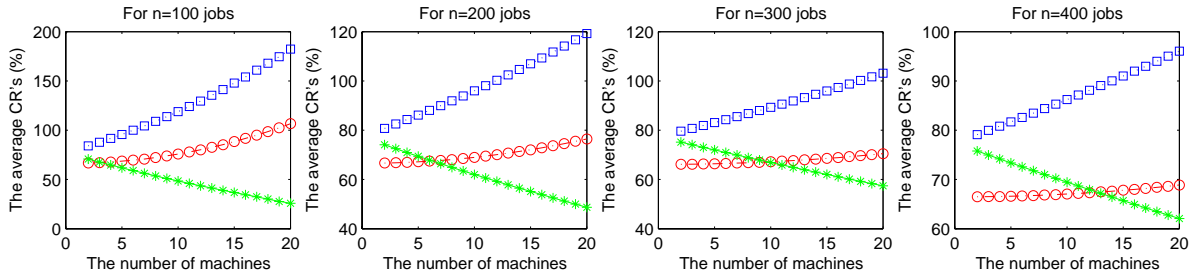 For n=100 jobs
The average CR's (%)
200
150
100
50
0
0 5 10 15 20
The number of machines
For n=200 jobs
The average CR's (%)
120
100
80
60
40
0 5 10 15 20
The number of machines
For n=300 jobs
The average CR's (%)
120
100
80
60
40
0 5 10 15 20
The number of machines
For n=400 jobs
The average CR's (%)
100
90
80
70
60
0 5 10 15 20
The number of machines